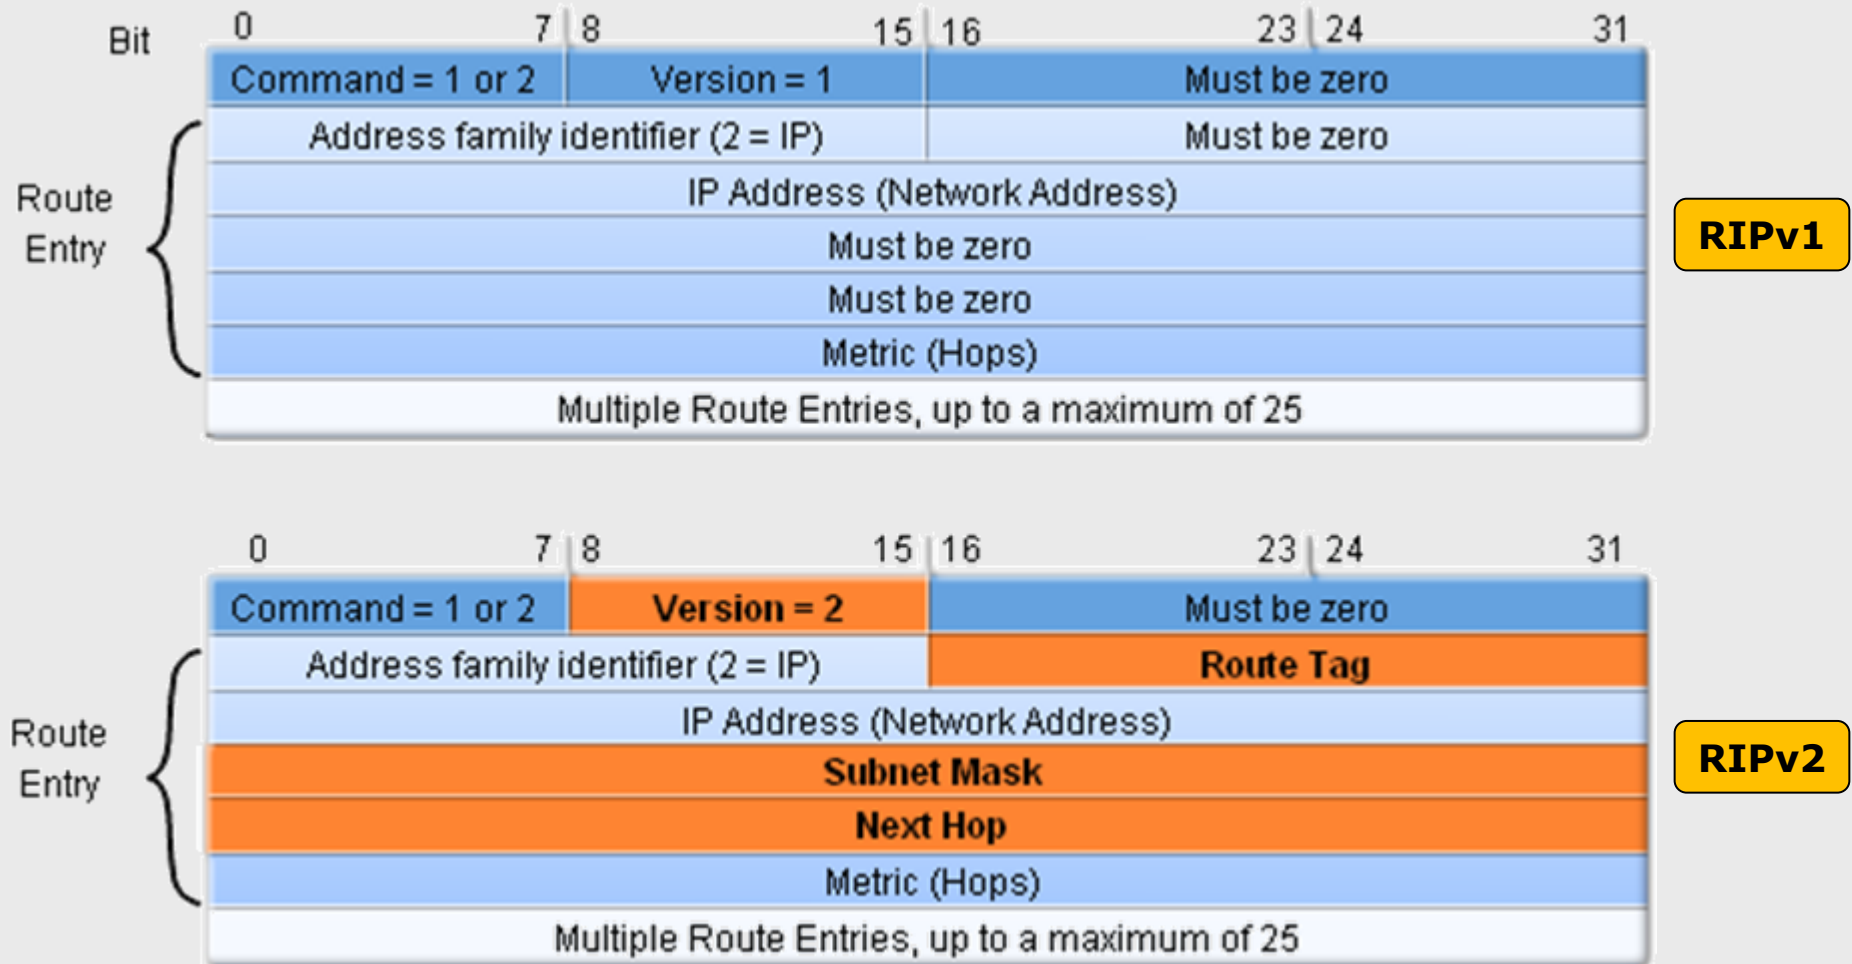 Bit 0 7 8 15 16 23 24 31
Command = 1 or 2 Version = 1 Must be zero
Address family identifier (2 = IP) Must be zero
Route Entry
IP Address (Network Address)
Must be zero
Must be zero
Metric (Hops)
Multiple Route Entries, up to a maximum of 25
RIPv1
0 7 8 15 16 23 24 31
Command = 1 or 2 Version = 2 Must be zero
Address family identifier (2 = IP) Route Tag
Route Entry
IP Address (Network Address)
Subnet Mask
Next Hop
Metric (Hops)
Multiple Route Entries, up to a maximum of 25
RIPv2